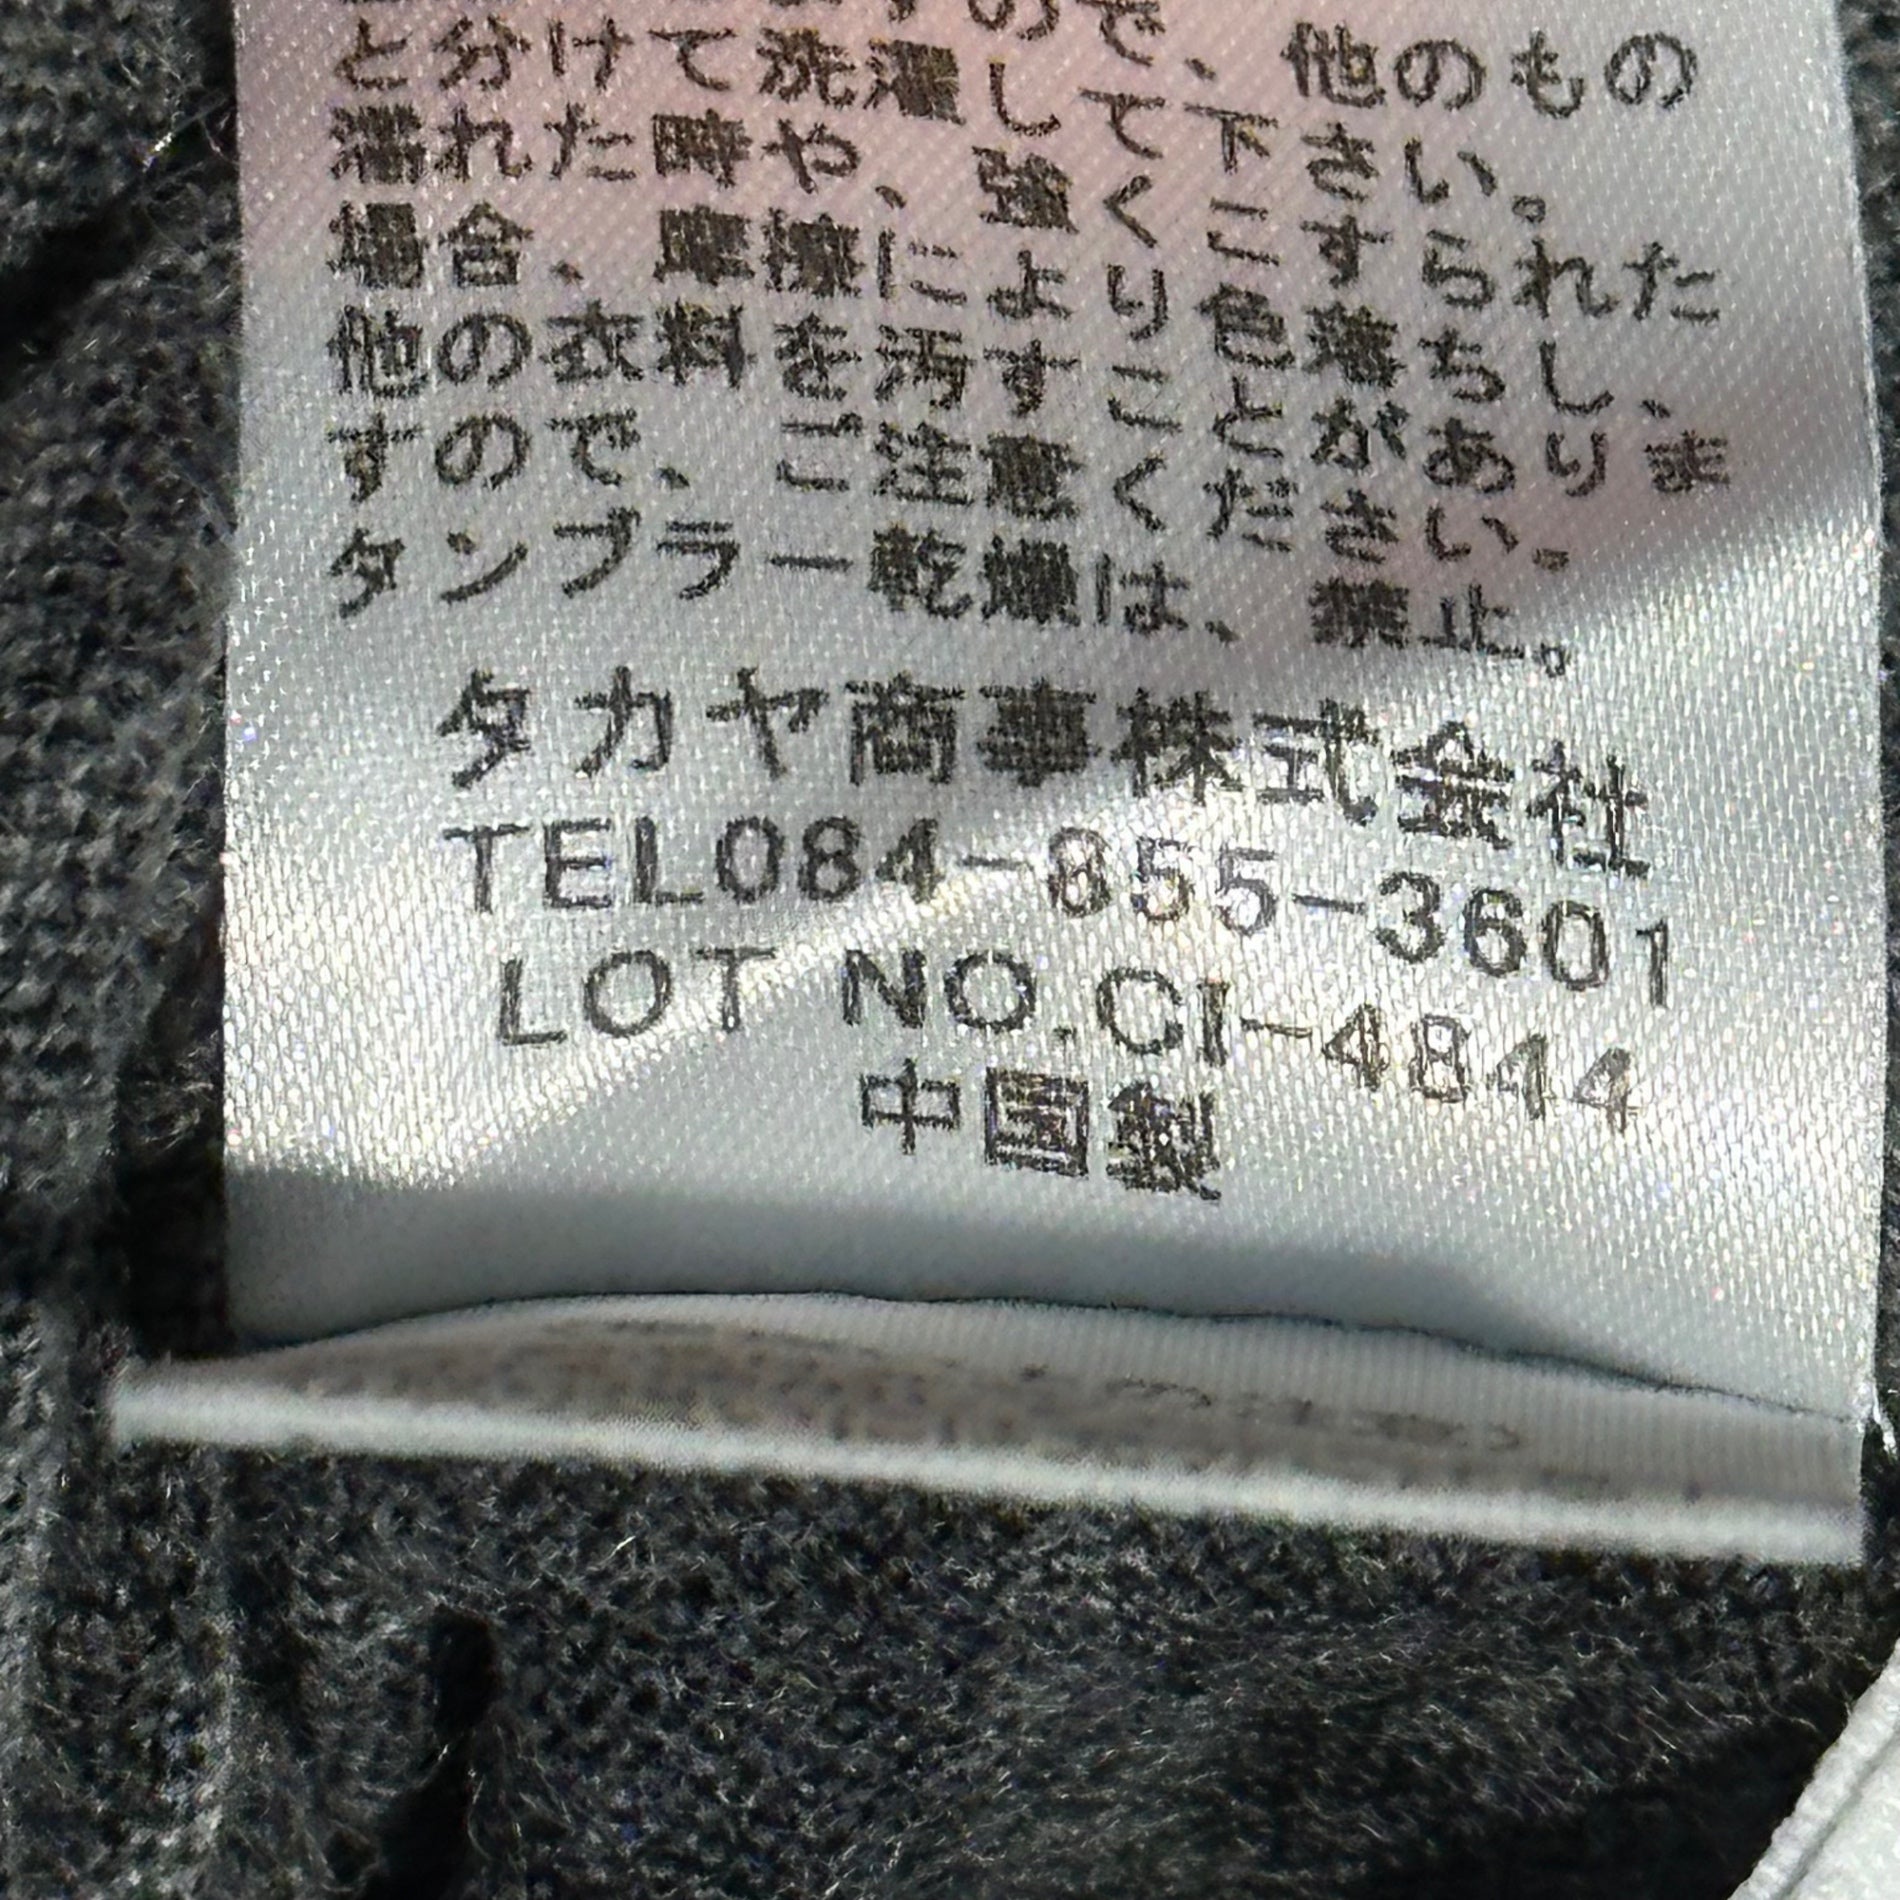 ますので、他のもの
と分けて洗濯して下さい。
濡れた時や、強くこすられた
場合、摩擦により色落ちし、
他の衣料を汚すことがありま
すので、ご注意ください。
タンブラー乾燥は、禁止。
タカヤ商事株式会社
TEL084-855-3601
LOT NO.CI-4844
中国製